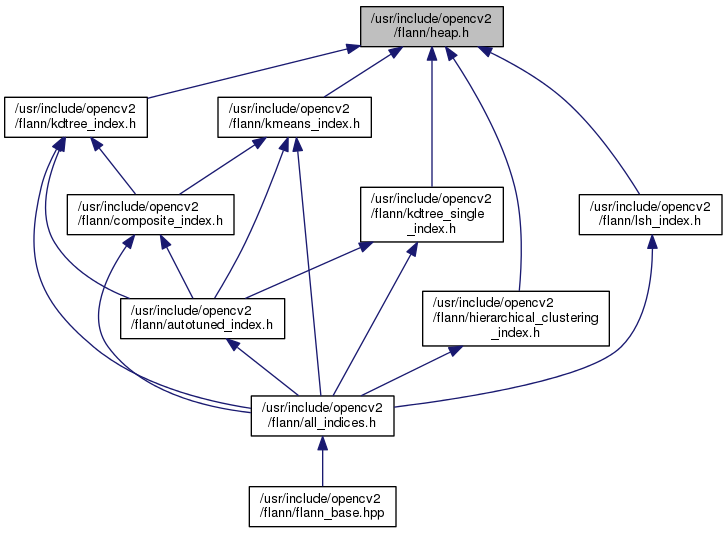 /usr/include/opencv2
/flann/heap.h
/usr/include/opencv2
/flann/kdtree_index.h
/usr/include/opencv2
/flann/kmeans_index.h
/usr/include/opencv2
/flann/composite_index.h
/usr/include/opencv2
/flann/kdtree_single
_index.h
/usr/include/opencv2
/flann/lsh_index.h
/usr/include/opencv2
/flann/autotuned_index.h
/usr/include/opencv2
/flann/hierarchical_clustering
_index.h
/usr/include/opencv2
/flann/all_indices.h
/usr/include/opencv2
/flann/flann_base.hpp